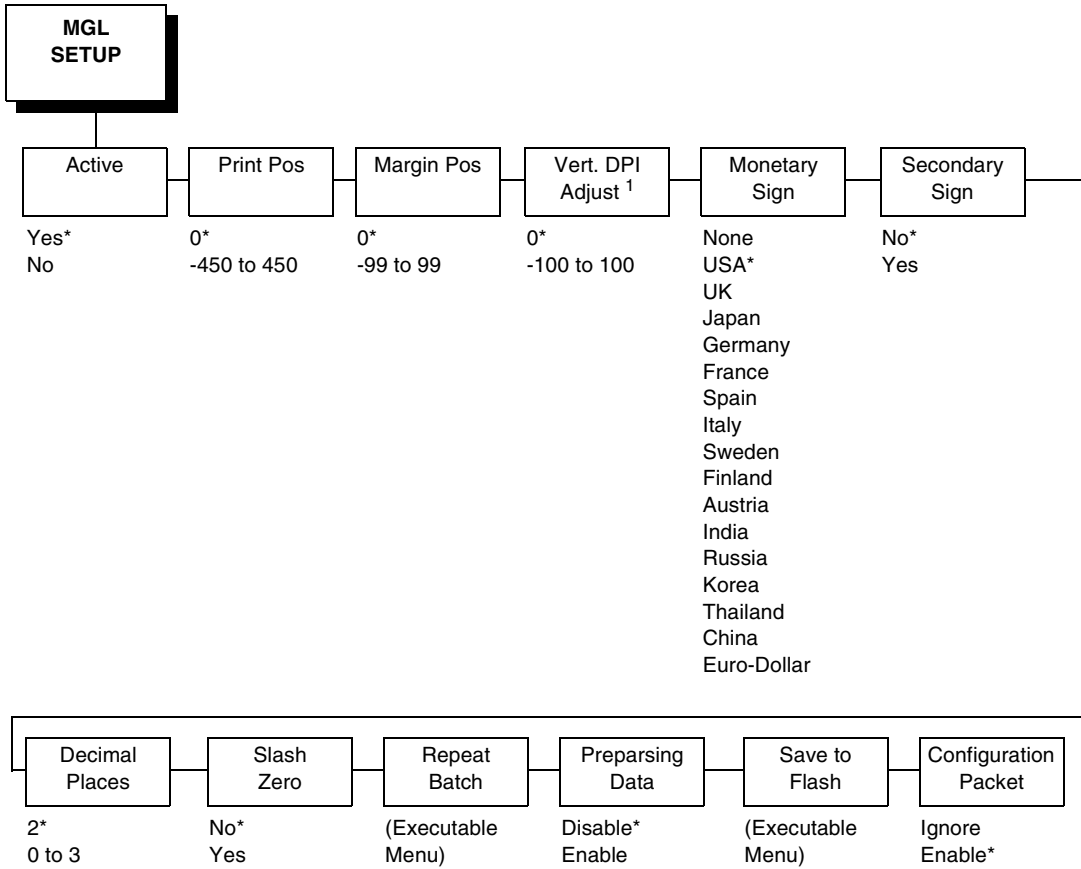 MGL
SETUP
Active
Print Pos
Margin Pos
Vert. DPI
Adjust 1
Monetary
Sign
Secondary
Sign
Yes*
No
0*
-450 to 450
0*
-99 to 99
0*
-100 to 100
None
USA*
UK
Japan
Germany
France
Spain
Italy
Sweden
Finland
Austria
India
Russia
Korea
Thailand
China
Euro-Dollar
No*
Yes
Decimal
Places
Slash
Zero
Repeat
Batch
Preparsing
Data
Save to
Flash
Configuration
Packet
2*
0 to 3
No*
Yes
(Executable
Menu)
Disable*
Enable
(Executable
Menu)
Ignore
Enable*